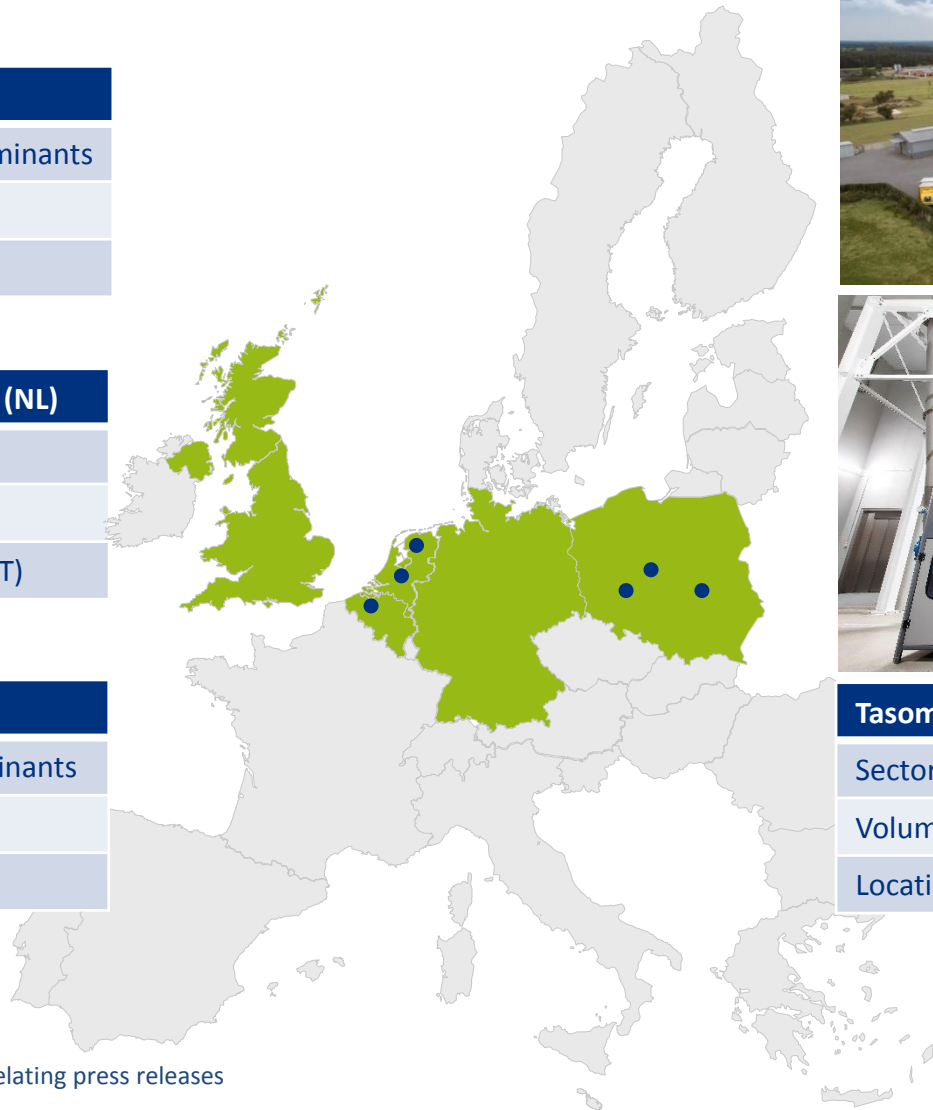 minants
(NL)
T)
inants
Tasom
Sector
Volum
Locati
elating press releases